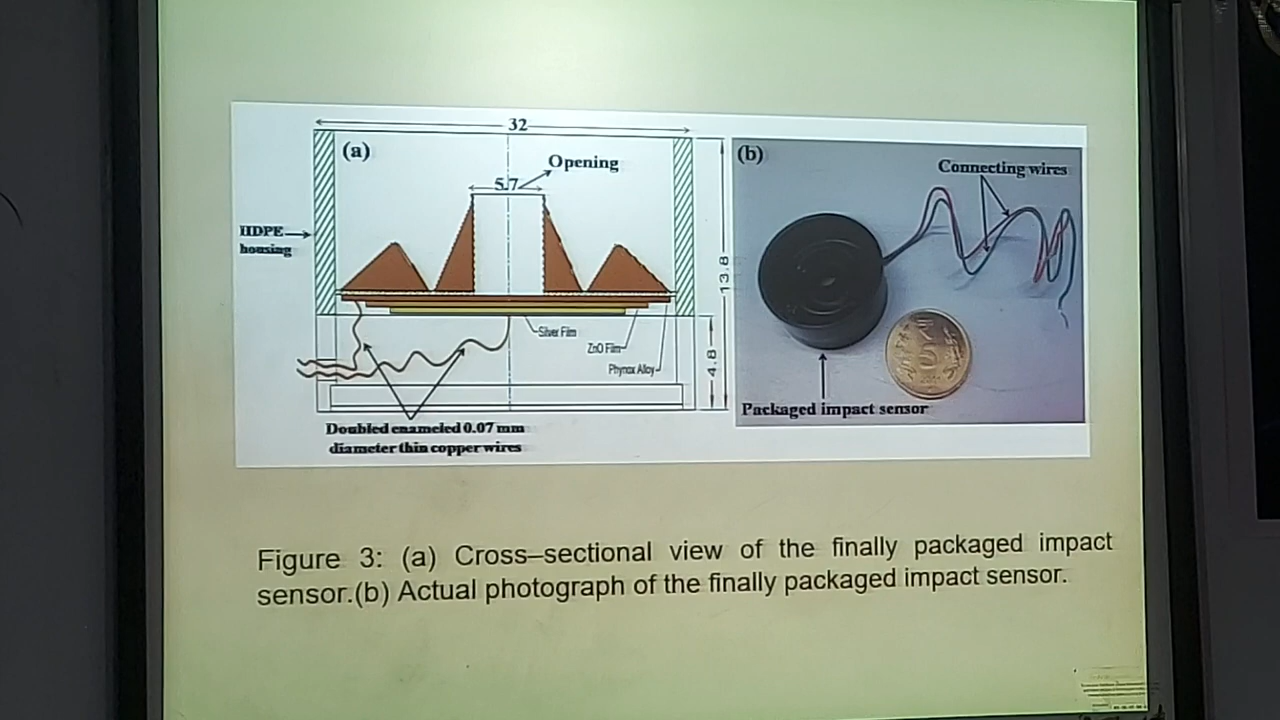 32
(a)
Opening
5.7
HDPE
housing
13.8
Silver Film
ZnO Film
Phynox Alloy
4.8
Doubled enameled 0.07 mm
diameter thin copper wires
(b)
Connecting wires
5
Packaged impact sensor
Figure 3: (a) Cross–sectional view of the finally packaged impact
sensor.(b) Actual photograph of the finally packaged impact sensor.